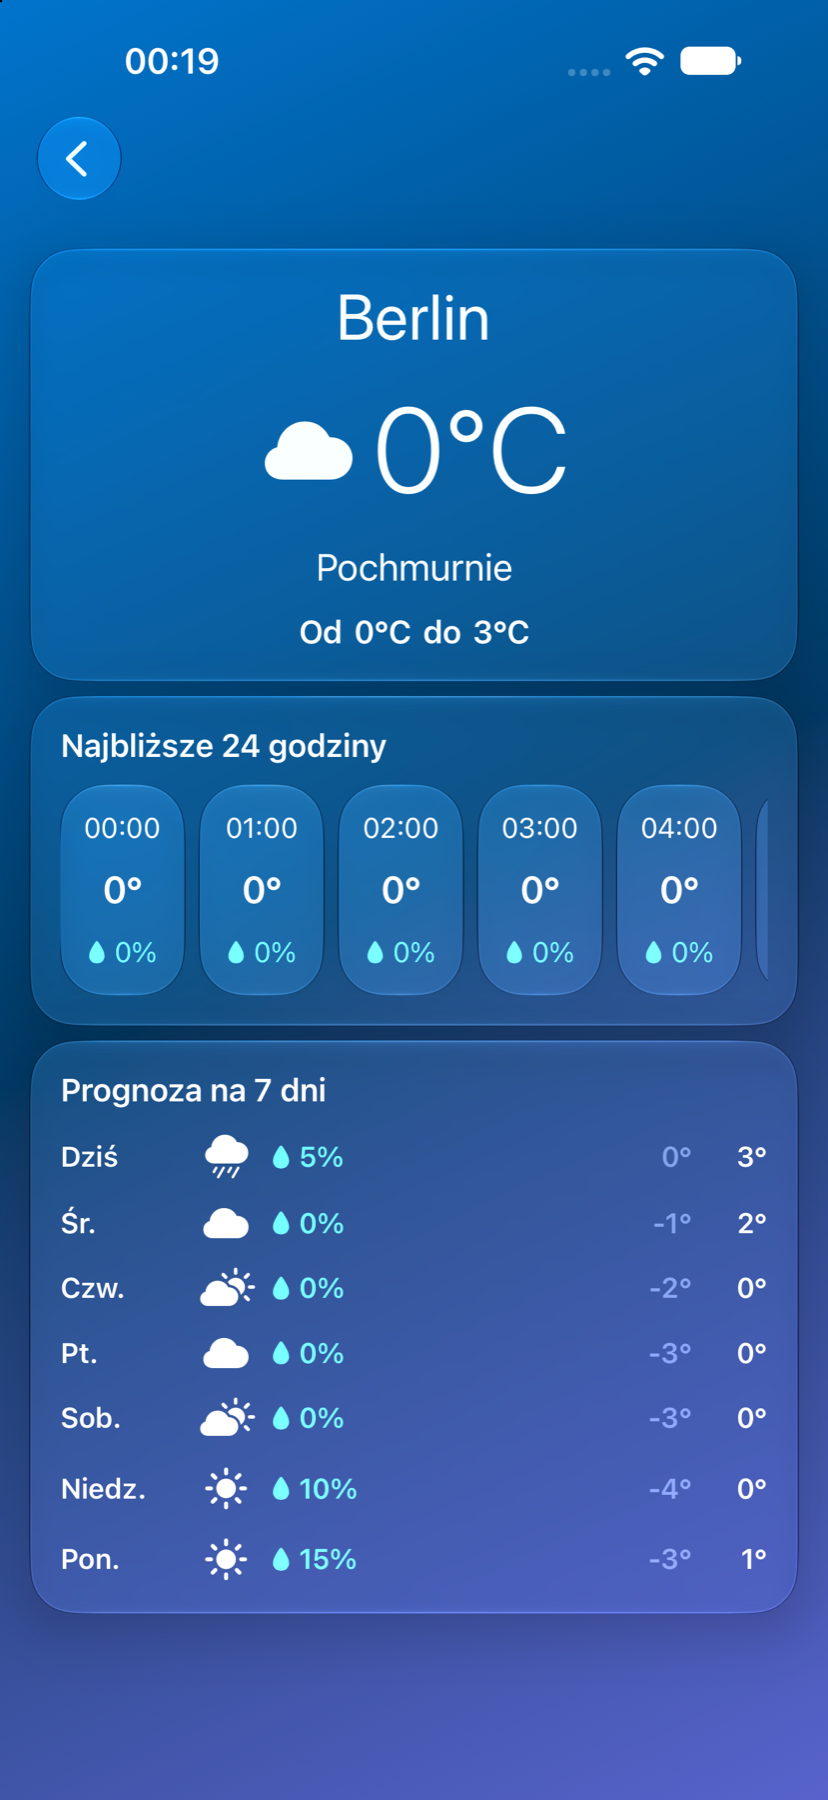 00:19
Berlin
0°C
Pochmurnie
Od 0°C do 3°C
Najbliższe 24 godziny
00:00 01:00 02:00 03:00 04:00
0° 0° 0° 0° 0°
0% 0% 0% 0% 0%
Prognoza na 7 dni
Dziś 5% 0° 3°
Śr. 0% -1° 2°
Czw. 0% -2° 0°
Pt. 0% -3° 0°
Sob. 0% -3° 0°
Niedz. 10% -4° 0°
Pon. 15% -3° 1°